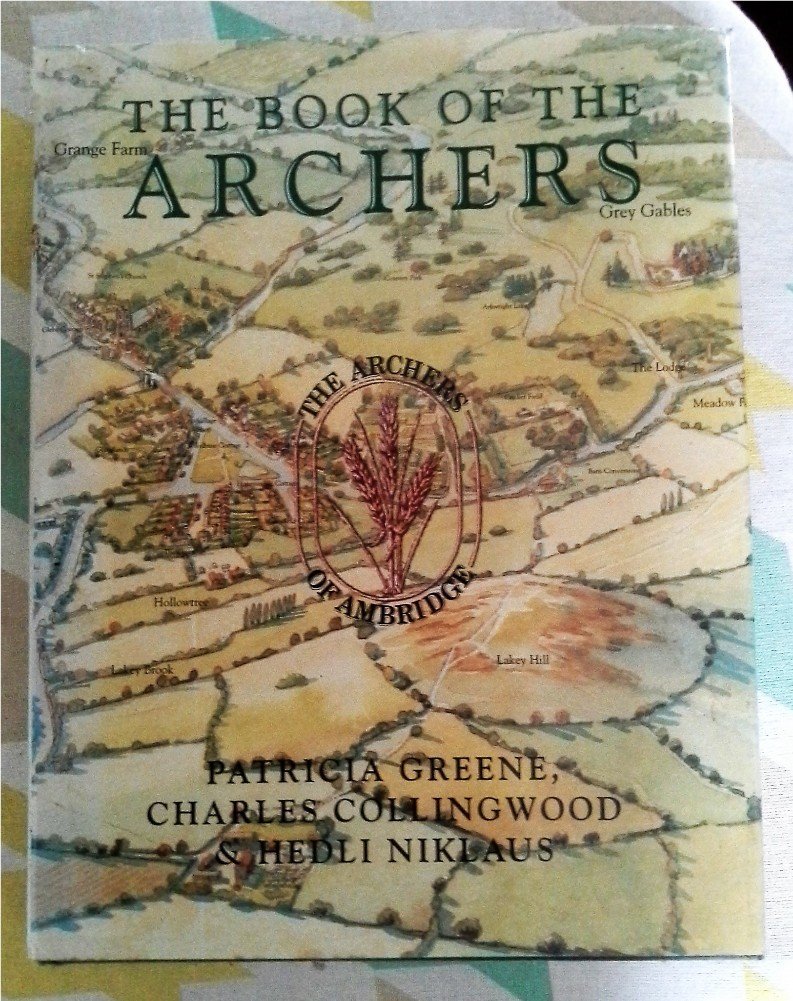 THE BOOK OF THE
Grange Farm
ARCHERS
Grey Gables
The Lodge
THE ARCHERS
Meadow
Hollowtree
OF AMBRIDGE
Lakey Hill
Lakey Brook
PATRICIA GREENE,
CHARLES COLLINGWOOD
& HEDLI NIKLAUS